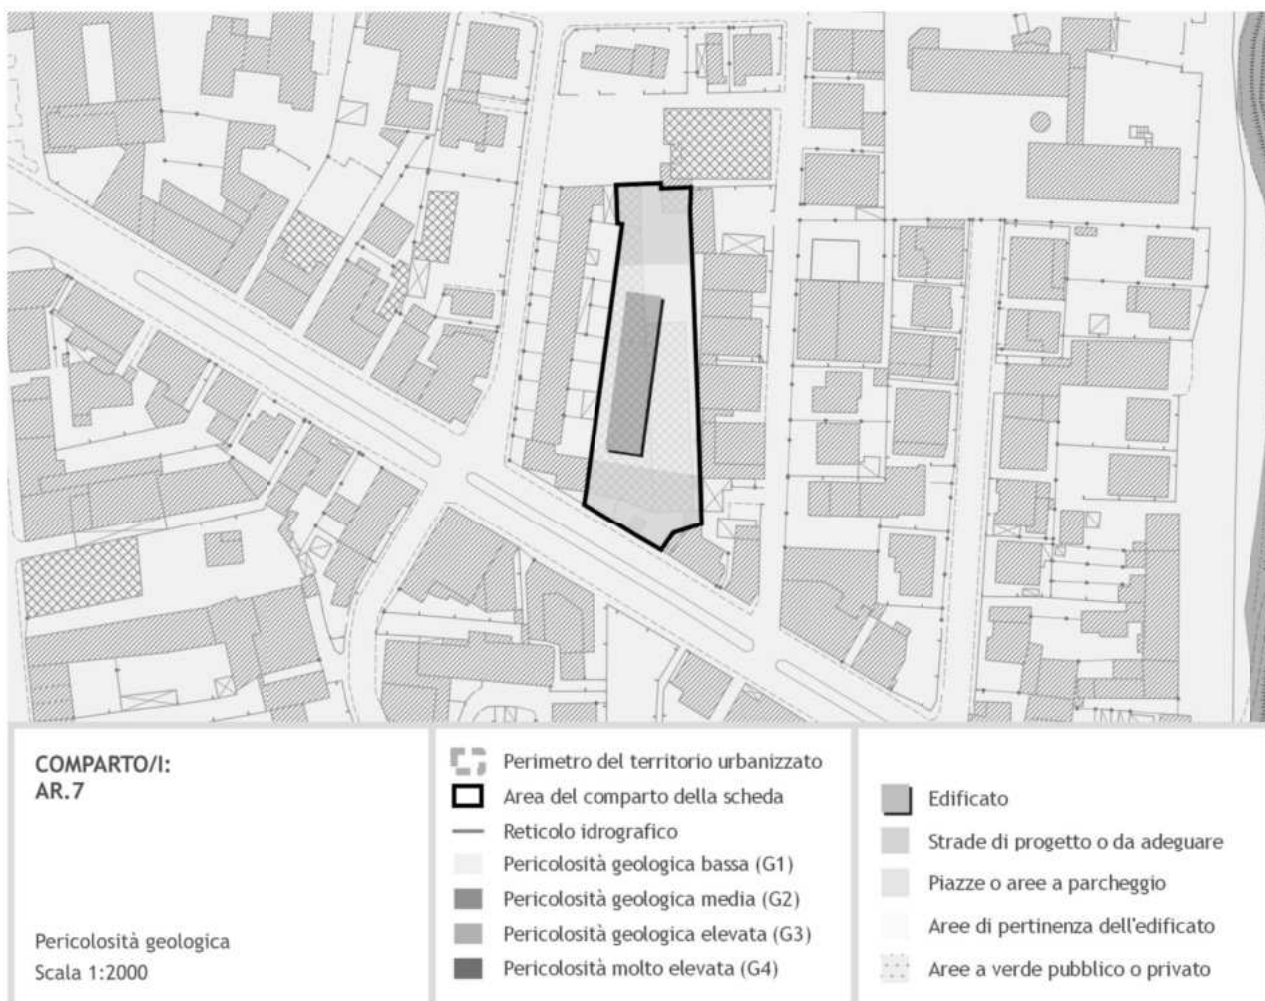 COMPARTO/I:
AR.7
Pericolosità geologica
Scala 1:2000
Perimetro del territorio urbanizzato
Area del comparto della scheda
Reticolo idrografico
Pericolosità geologica bassa (G1)
Pericolosità geologica media (G2)
Pericolosità geologica elevata (G3)
Pericolosità molto elevata (G4)
Edificato
Strade di progetto o da adeguare
Piazze o aree a parcheggio
Aree di pertinenza dell'edificato
Aree a verde pubblico o privato